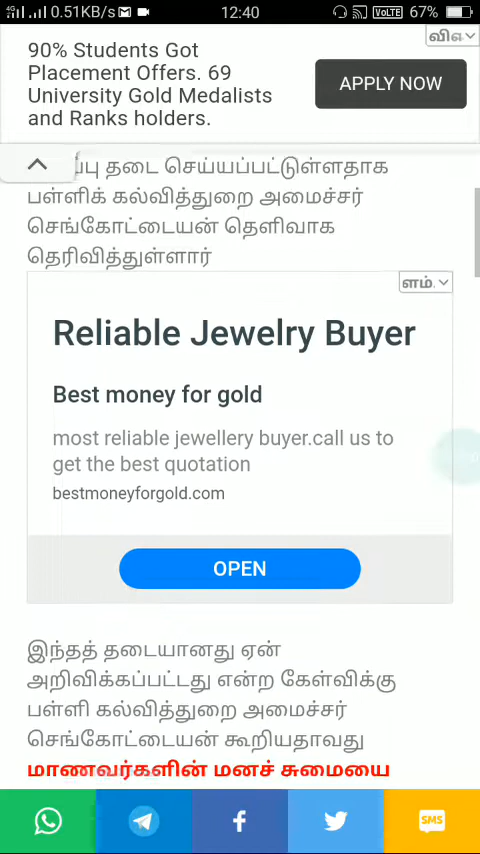 4G 0.51KB/s 12:40 VoLTE 67%
90% Students Got
Placement Offers. 69
University Gold Medalists
and Ranks holders.
APPLY NOW
தடை செய்யப்பட்டுள்ளதாக
பள்ளிக் கல்வித்துறை அமைச்சர்
செங்கோட்டையன் தெளிவாக
தெரிவித்துள்ளார்
Reliable Jewelry Buyer
Best money for gold
most reliable jewellery buyer.call us to
get the best quotation
bestmoneyforgold.com
OPEN
இந்தத் தடையானது ஏன்
அறிவிக்கப்பட்டது என்ற கேள்விக்கு
பள்ளி கல்வித்துறை அமைச்சர்
செங்கோட்டையன் கூறியதாவது
மாணவர்களின் மனச் சுமையை
SMS